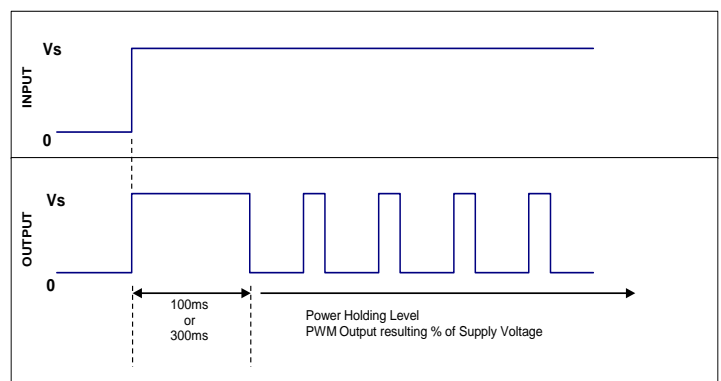 Vs
INPUT
0
Vs
OUTPUT
0
100ms
or
300ms
Power Holding Level
PWM Output resulting % of Supply Voltage